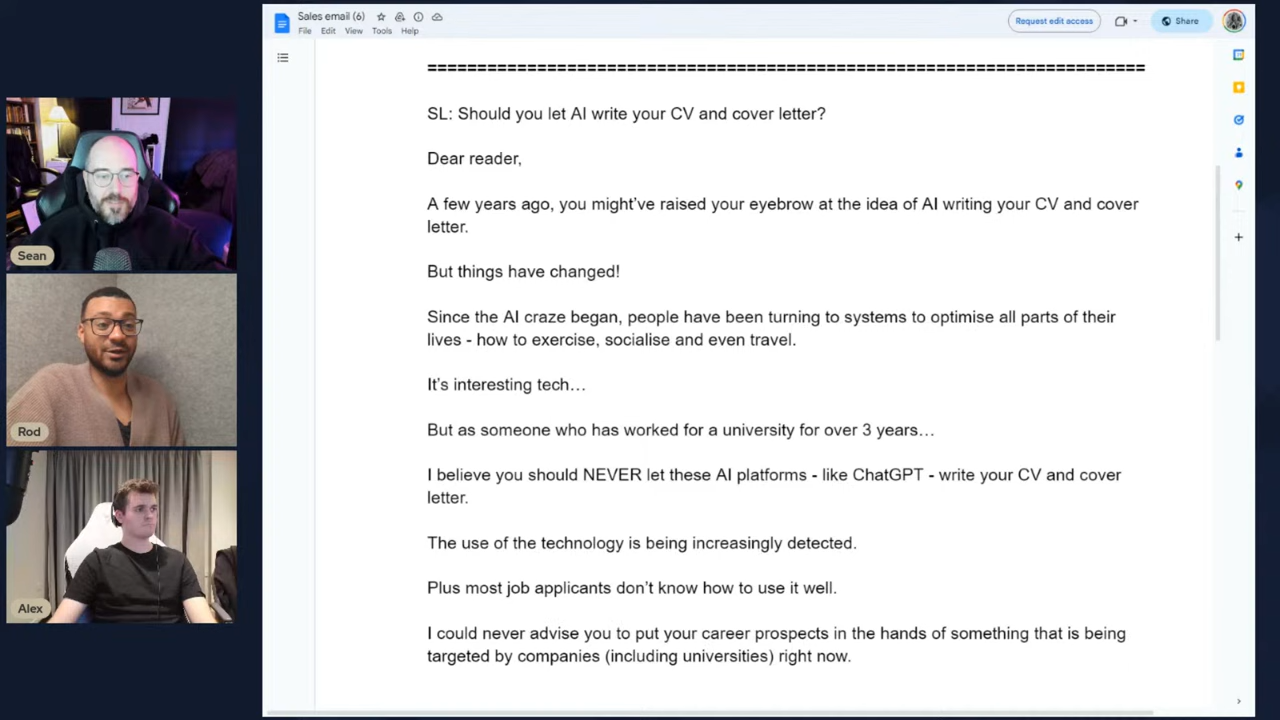 Sales email (6)
File Edit View Tools Help
Request edit access
Share
======================================================================
SL: Should you let AI write your CV and cover letter?
Dear reader,
A few years ago, you might’ve raised your eyebrow at the idea of AI writing your CV and cover
letter.
But things have changed!
Since the AI craze began, people have been turning to systems to optimise all parts of their
lives - how to exercise, socialise and even travel.
It’s interesting tech…
But as someone who has worked for a university for over 3 years…
I believe you should NEVER let these AI platforms - like ChatGPT - write your CV and cover
letter.
The use of the technology is being increasingly detected.
Plus most job applicants don’t know how to use it well.
I could never advise you to put your career prospects in the hands of something that is being
targeted by companies (including universities) right now.
Sean
Rod
Alex